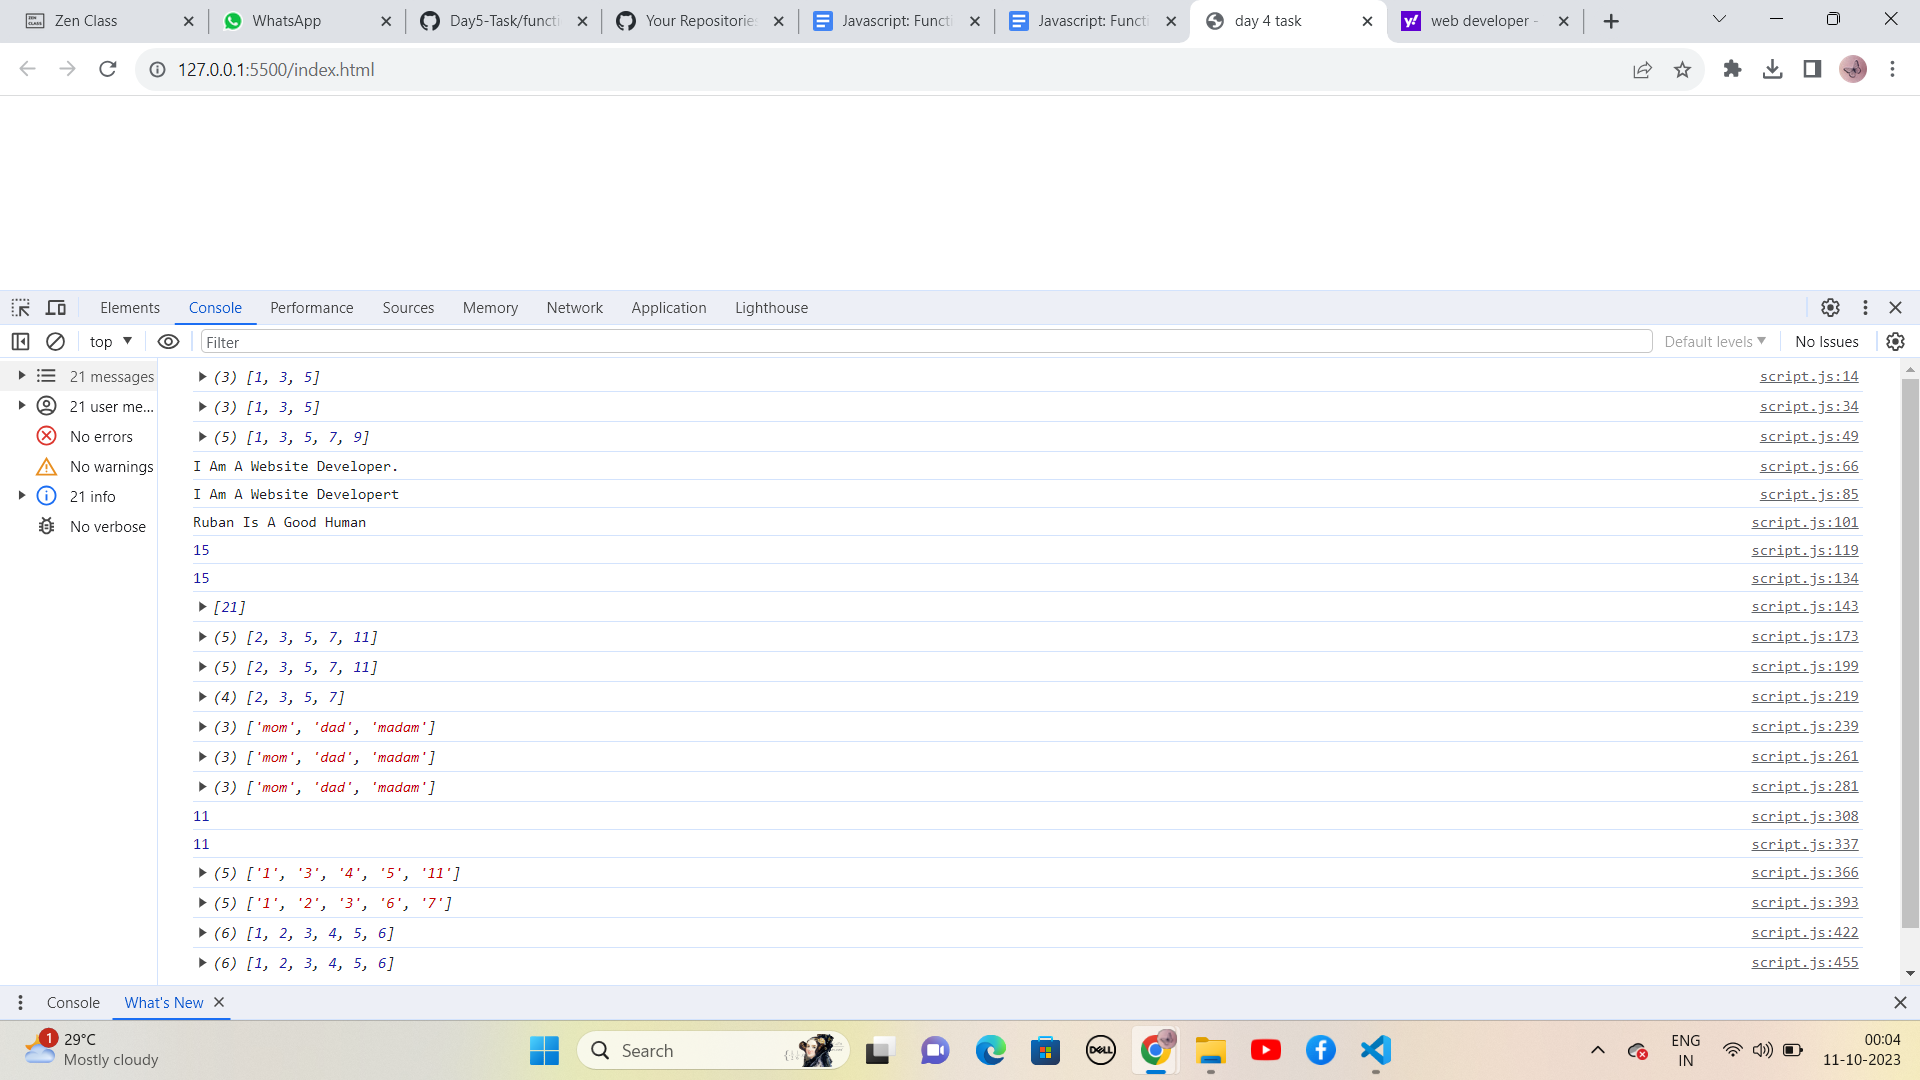 Zen Class
WhatsApp
Day5-Task/functi
Your Repositories
Javascript: Functi
Javascript: Functi
day 4 task
web developer -
127.0.0.1:5500/index.html
Elements Console Performance Sources Memory Network Application Lighthouse
top Filter Default levels No Issues
21 messages
21 user me...
No errors
No warnings
21 info
No verbose
(3) [1, 3, 5] script.js:14
(3) [1, 3, 5] script.js:34
(5) [1, 3, 5, 7, 9] script.js:49
I Am A Website Developer. script.js:66
I Am A Website Developert script.js:85
Ruban Is A Good Human script.js:101
15 script.js:119
15 script.js:134
[21] script.js:143
(5) [2, 3, 5, 7, 11] script.js:173
(5) [2, 3, 5, 7, 11] script.js:199
(4) [2, 3, 5, 7] script.js:219
(3) ['mom', 'dad', 'madam'] script.js:239
(3) ['mom', 'dad', 'madam'] script.js:261
(3) ['mom', 'dad', 'madam'] script.js:281
11 script.js:308
11 script.js:337
(5) ['1', '3', '4', '5', '11'] script.js:366
(5) ['1', '2', '3', '6', '7'] script.js:393
(6) [1, 2, 3, 4, 5, 6] script.js:422
(6) [1, 2, 3, 4, 5, 6] script.js:455
Console What's New
1
29°C
Mostly cloudy
Search
DELL
ENG
IN
00:04
11-10-2023